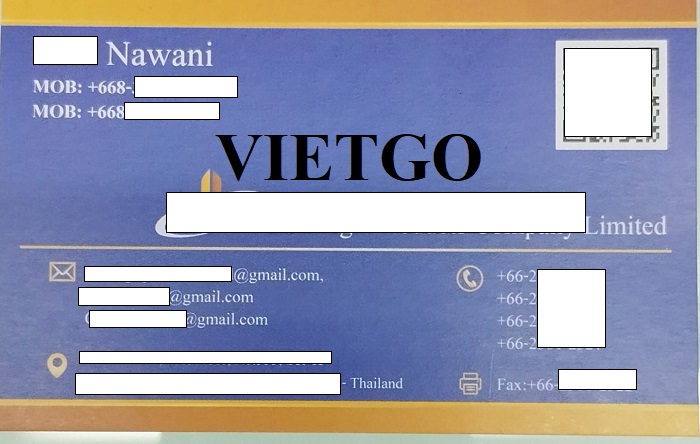 Nawani
MOB: +668-
MOB: +668
VIETGO
Company Limited
@gmail.com,
@gmail.com
@gmail.com
- Thailand
+66-2
+66-2
+66-2
+66-2
Fax:+66-